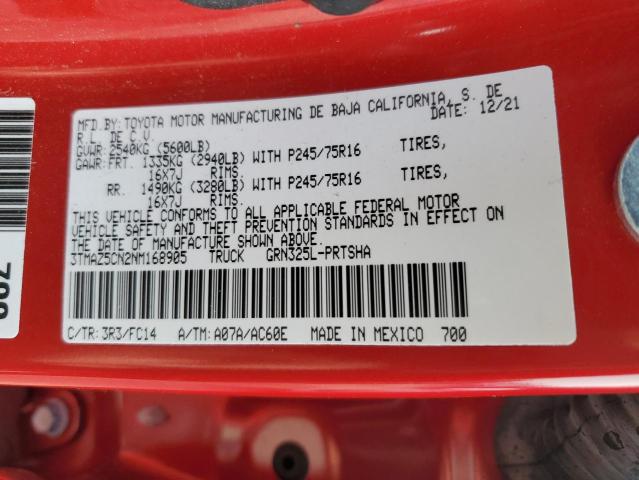 MFD.BY:TOYOTA MOTOR MANUFACTURING DE BAJA CALIFORNIA, S. DE
R.L. DE C.V. DATE: 12/21
GVWR 2540KG (5600LB)
GAWR:FRT. 1335KG (2940LB) WITH P245/75R16 TIRES,
16X7J RIMS.
RR. 1490KG (3280LB) WITH P245/75R16 TIRES,
16X7J RIMS.
THIS VEHICLE CONFORMS TO ALL APPLICABLE FEDERAL MOTOR
VEHICLE SAFETY AND THEFT PREVENTION STANDARDS IN EFFECT ON
THE DATE OF MANUFACTURE SHOWN ABOVE.
3TMAZ5CN2NM168905 TRUCK GRN325L-PRTSHA
C/TR:3R3/FC14 A/TM:A07A/AC60E MADE IN MEXICO 700